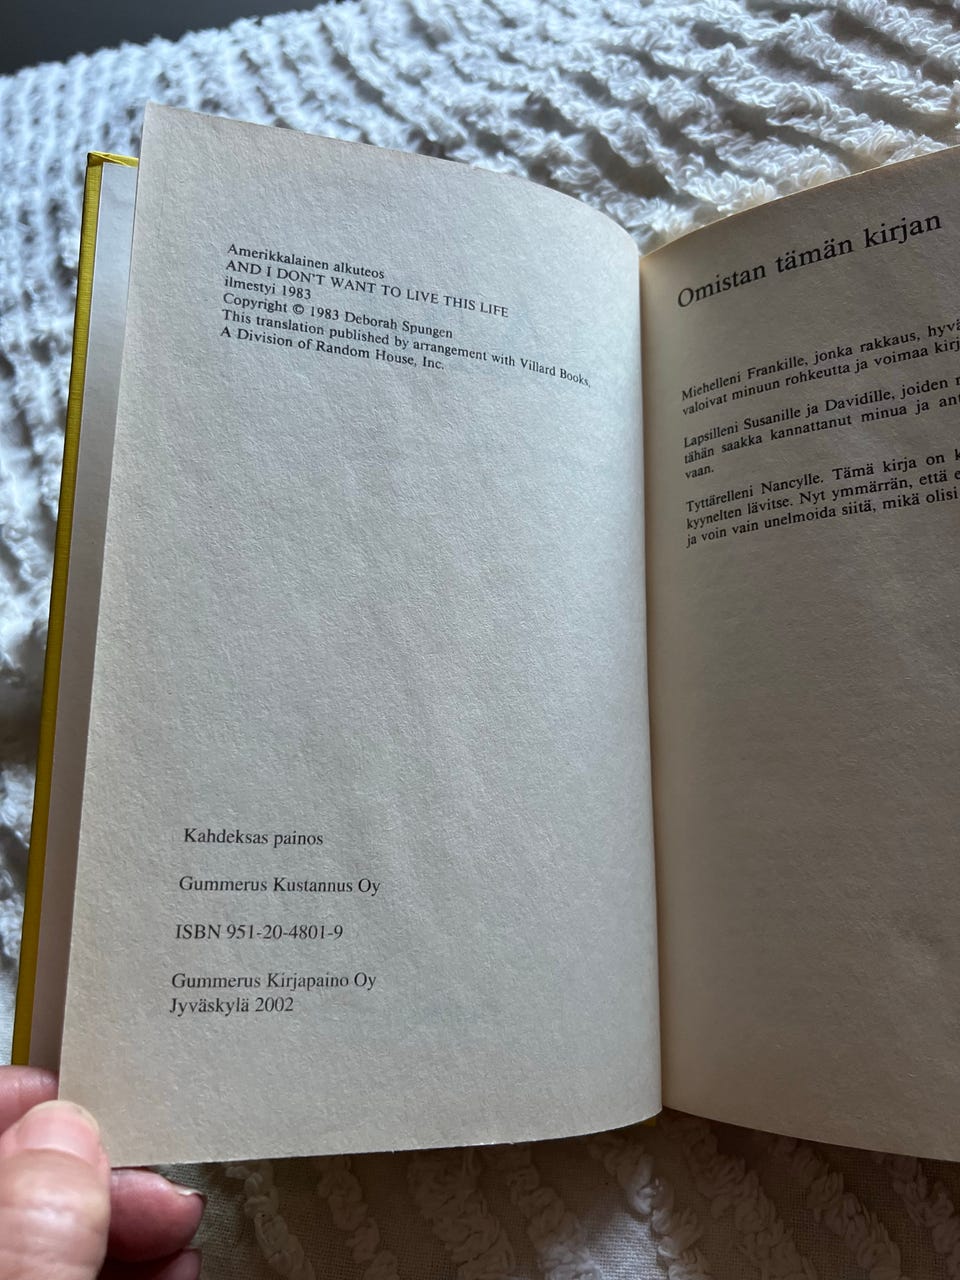 Amerikkalainen alkuteos
AND I DON'T WANT TO LIVE THIS LIFE
ilmestyi 1983
Copyright © 1983 Deborah Spungen
This translation published by arrangement with Villard Books,
A Division of Random House, Inc.
Kahdeksas painos
Gummerus Kustannus Oy
ISBN 951-20-4801-9
Gummerus Kirjapaino Oy
Jyväskylä 2002
Omistan tämän kirjan
Miehelleni Frankille, jonka rakkaus,
valoivat minuun rohkeutta ja voimaa
Lapsilleni Susanille ja Davidille, joiden
tähän saakka kannattanut minua ja
vaan.
Tyttärelleni Nancylle. Tämä kirja on
kyynelten lävitse. Nyt ymmärrän, että
ja voin vain unelmoida siitä, mikä olisi